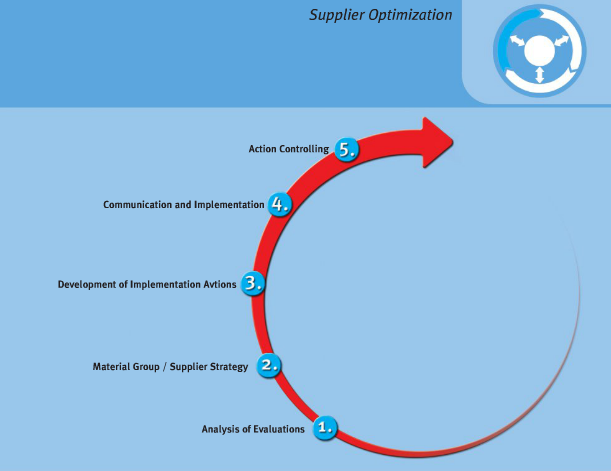 Supplier Optimization
Action Controlling 5.
Communication and Implementation 4.
Development of Implementation Avtions 3.
Material Group / Supplier Strategy 2.
Analysis of Evaluations 1.